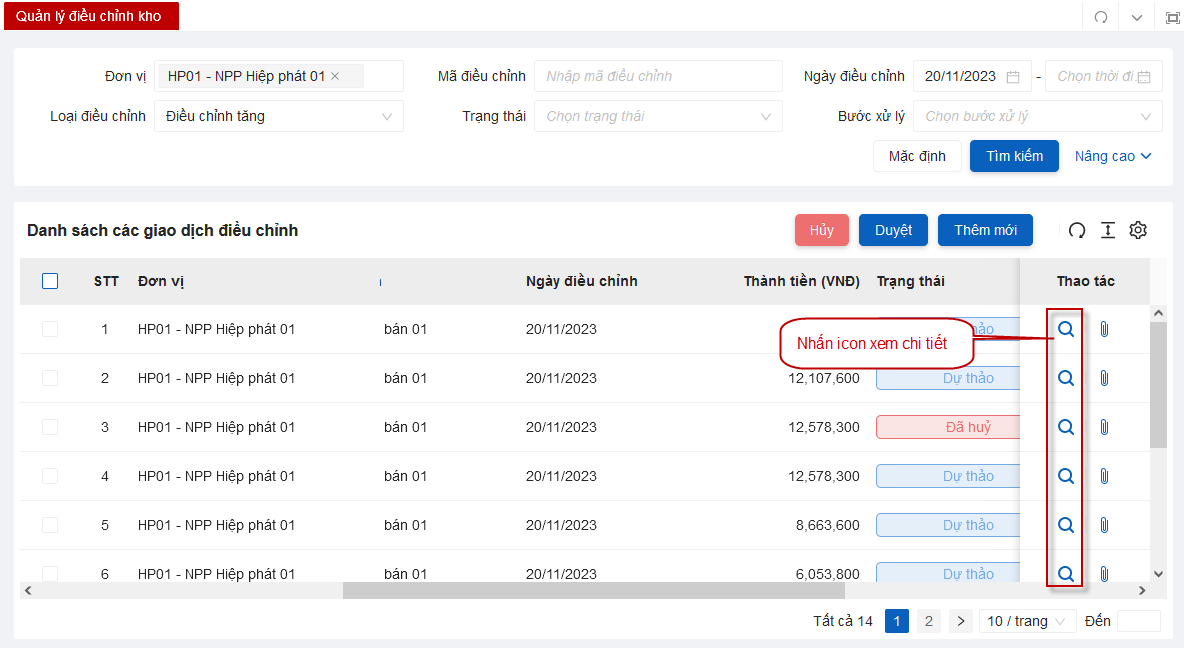 Quản lý điều chỉnh kho
Đơn vị HP01 - NPP Hiệp phát 01 Mã điều chỉnh Nhập mã điều chỉnh Ngày điều chỉnh 20/11/2023 - Chọn thời đi
Loại điều chỉnh Điều chỉnh tăng Trạng thái Chọn trạng thái Bước xử lý Chọn bước xử lý
Mặc định Tìm kiếm Nâng cao
Danh sách các giao dịch điều chỉnh Hủy Duyệt Thêm mới
STT Đơn vị Ngày điều chỉnh Thành tiền (VNĐ) Trạng thái Thao tác
1 HP01 - NPP Hiệp phát 01 bán 01 20/11/2023 hảo
Nhấn icon xem chi tiết
2 HP01 - NPP Hiệp phát 01 bán 01 20/11/2023 12,107,600 Dự thảo
3 HP01 - NPP Hiệp phát 01 bán 01 20/11/2023 12,578,300 Đã huỷ
4 HP01 - NPP Hiệp phát 01 bán 01 20/11/2023 12,578,300 Dự thảo
5 HP01 - NPP Hiệp phát 01 bán 01 20/11/2023 8,663,600 Dự thảo
6 HP01 - NPP Hiệp phát 01 bán 01 20/11/2023 6,053,800 Dự thảo
Tất cả 14 1 2 > 10 / trang Đến